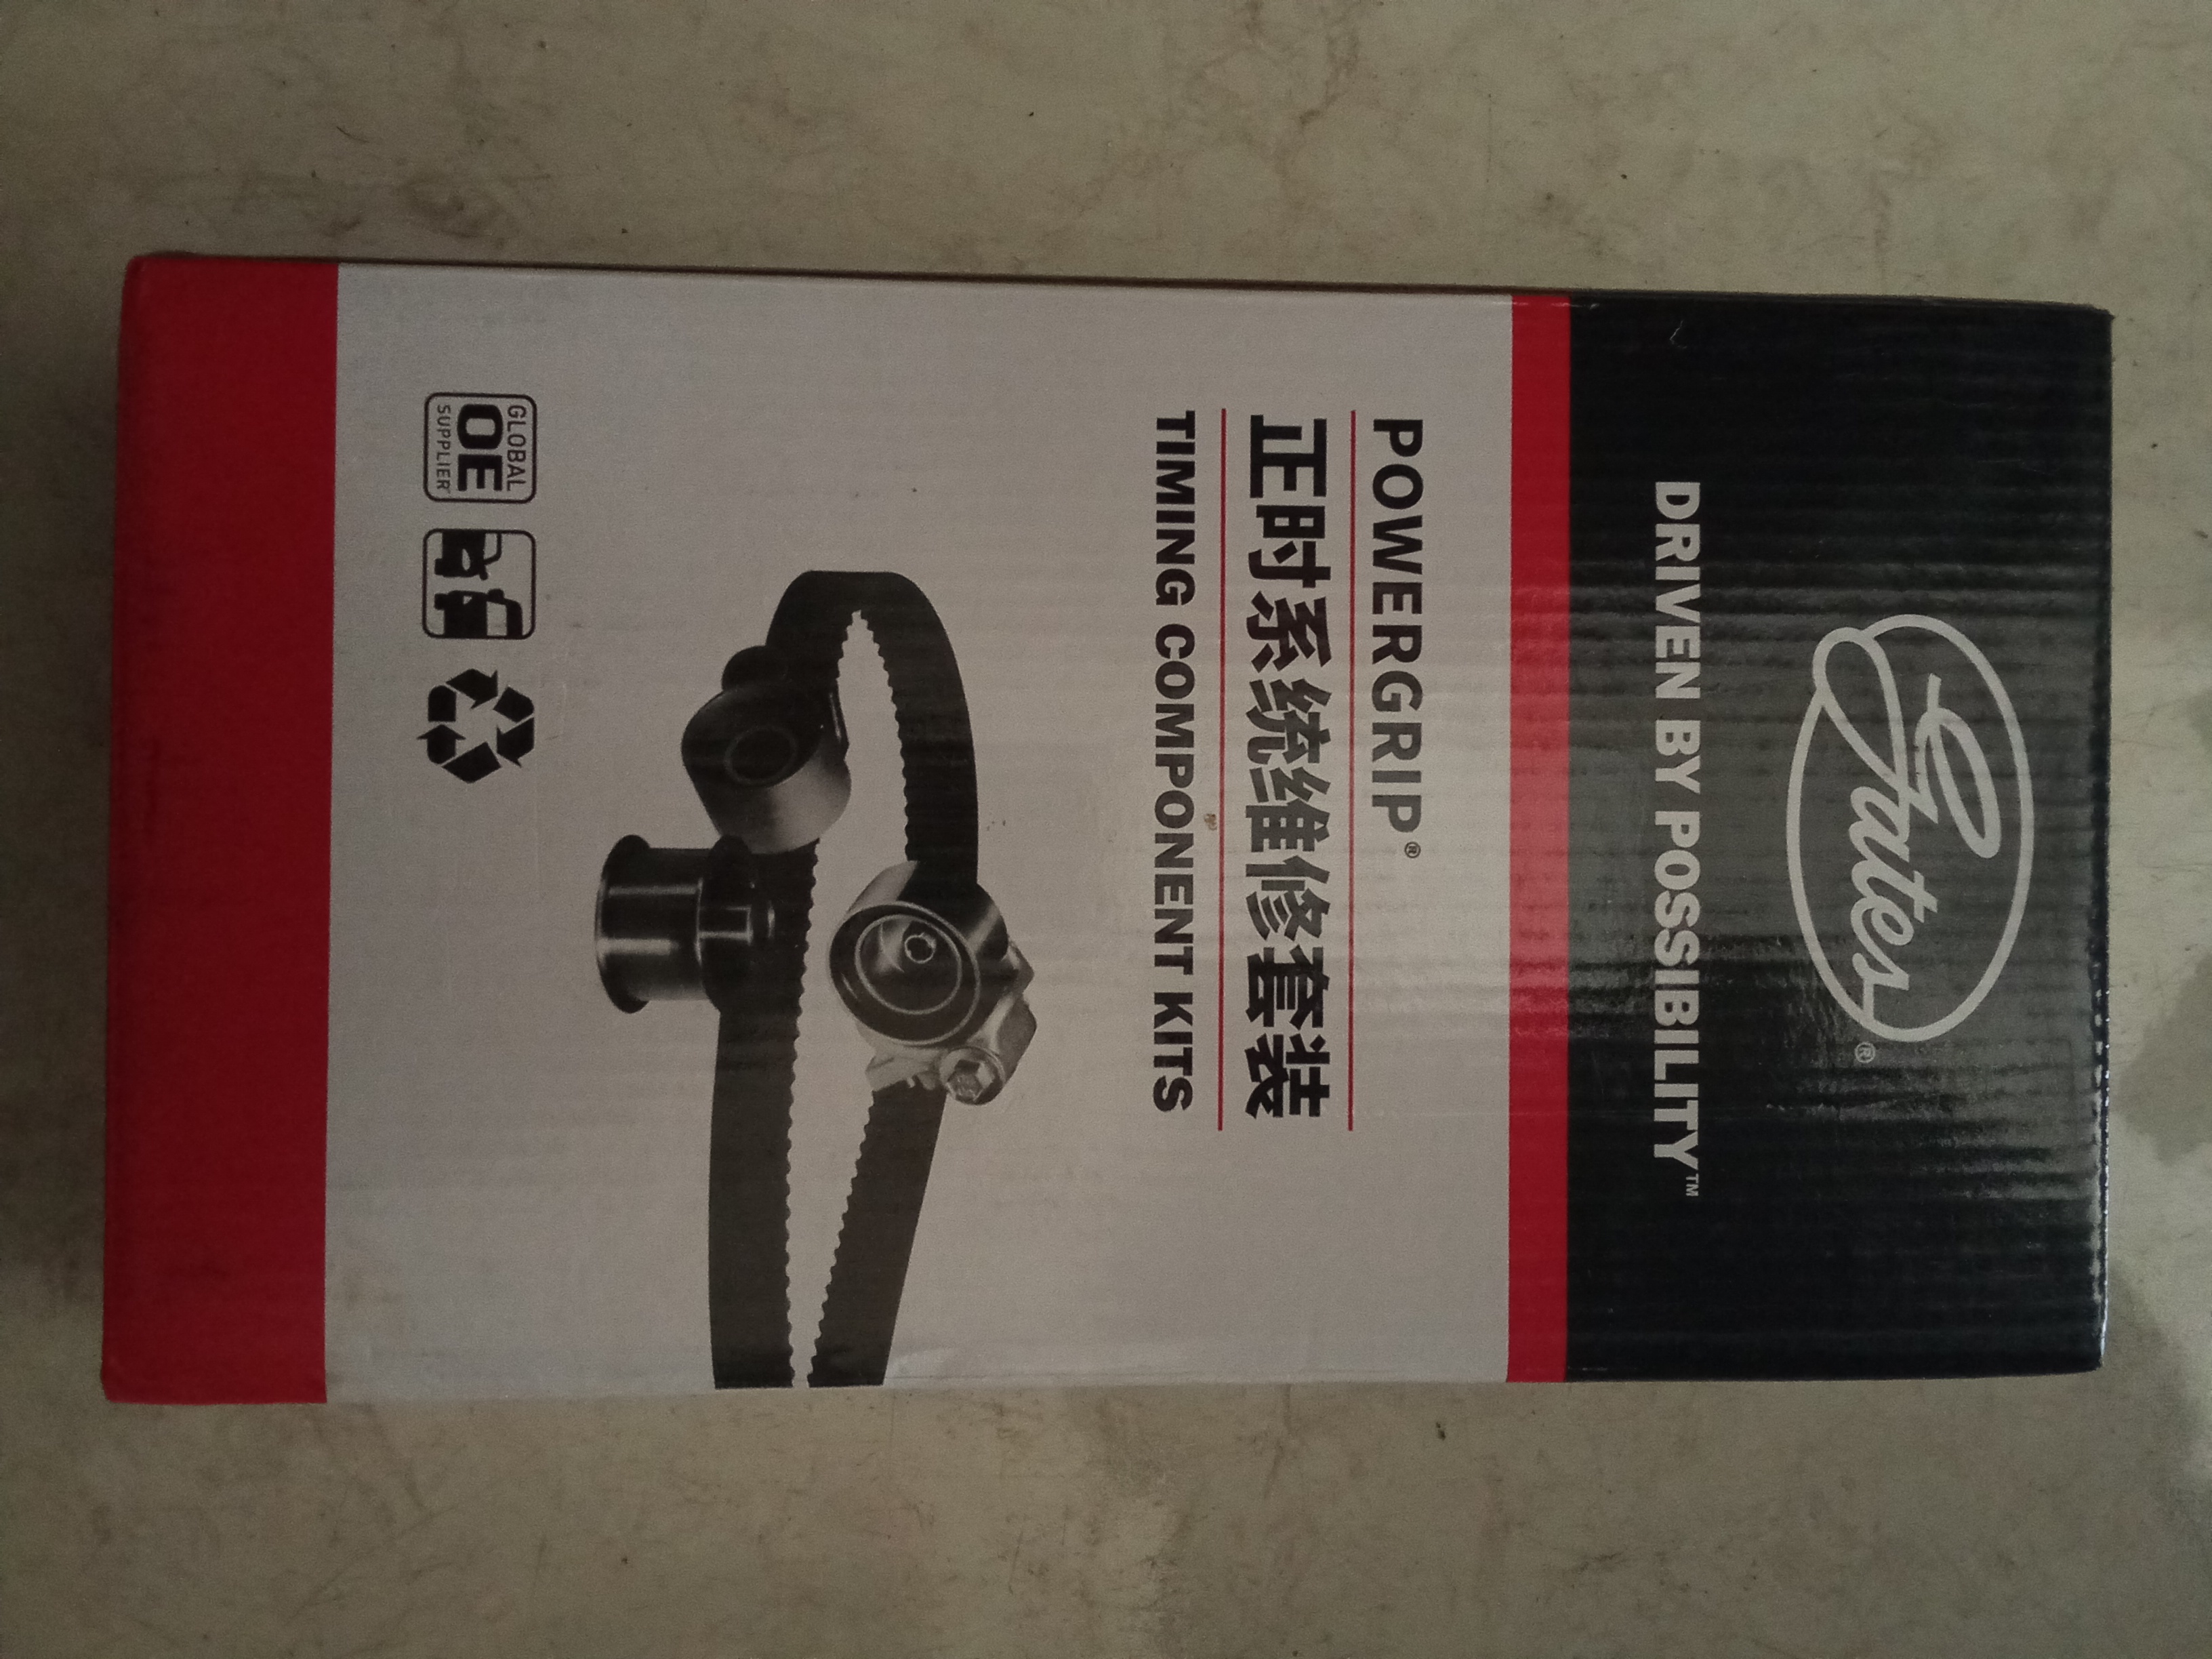 Gates®
DRIVEN BY POSSIBILITY™
POWERGRIP®
正时系统维修套装
TIMING COMPONENT KITS
GLOBAL
OE
SUPPLIER